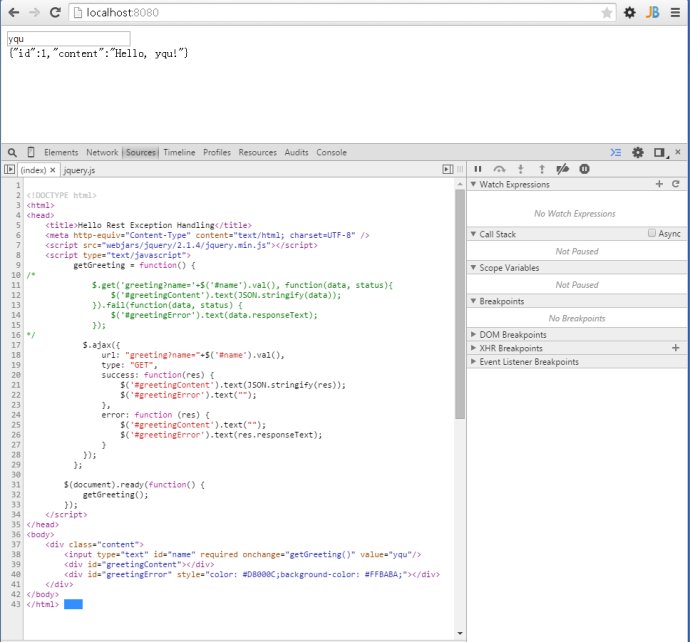 localhost:8080
JB
yqu
{"id":1,"content":"Hello, yqu!"}
Elements Network Sources Timeline Profiles Resources Audits Console
(index) × jquery.js
1
2 <!DOCTYPE html>
3 <html>
4 <head>
5 <title>Hello Rest Exception Handling</title>
6 <meta http-equiv="Content-Type" content="text/html; charset=UTF-8" />
7 <script src="webjars/jquery/2.1.4/jquery.min.js"></script>
8 <script type="text/javascript">
9 getGreeting = function() {
10 /*
11 $.get('greeting?name='+$('#name').val(), function(data, status){
12 $('#greetingContent').text(JSON.stringify(data));
13 }).fail(function(data, status) {
14 $('#greetingError').text(data.responseText);
15 });
16 */
17 $.ajax({
18 url: "greeting?name="+$('#name').val(),
19 type: "GET",
20 success: function(res) {
21 $('#greetingContent').text(JSON.stringify(res));
22 $('#greetingError').text("");
23 },
24 error: function (res) {
25 $('#greetingContent').text("");
26 $('#greetingError').text(res.responseText);
27 }
28 });
29 };
30
31 $(document).ready(function() {
32 getGreeting();
33 });
34 </script>
35 </head>
36 <body>
37 <div class="content">
38 <input type="text" id="name" required onchange="getGreeting()" value="yqu"/>
39 <div id="greetingContent"></div>
40 <div id="greetingError" style="color: #D8000C;background-color: #FFBABA;"></div>
41 </div>
42 </body>
43 </html>
Watch Expressions
No Watch Expressions
Call Stack Async
Not Paused
Scope Variables
Not Paused
Breakpoints
No Breakpoints
DOM Breakpoints
XHR Breakpoints
Event Listener Breakpoints